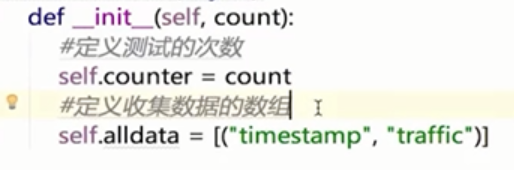 def __init__(self, count):
#定义测试的次数
self.counter = count
#定义收集数据的数组
self.alldata = [("timestamp", "traffic")]